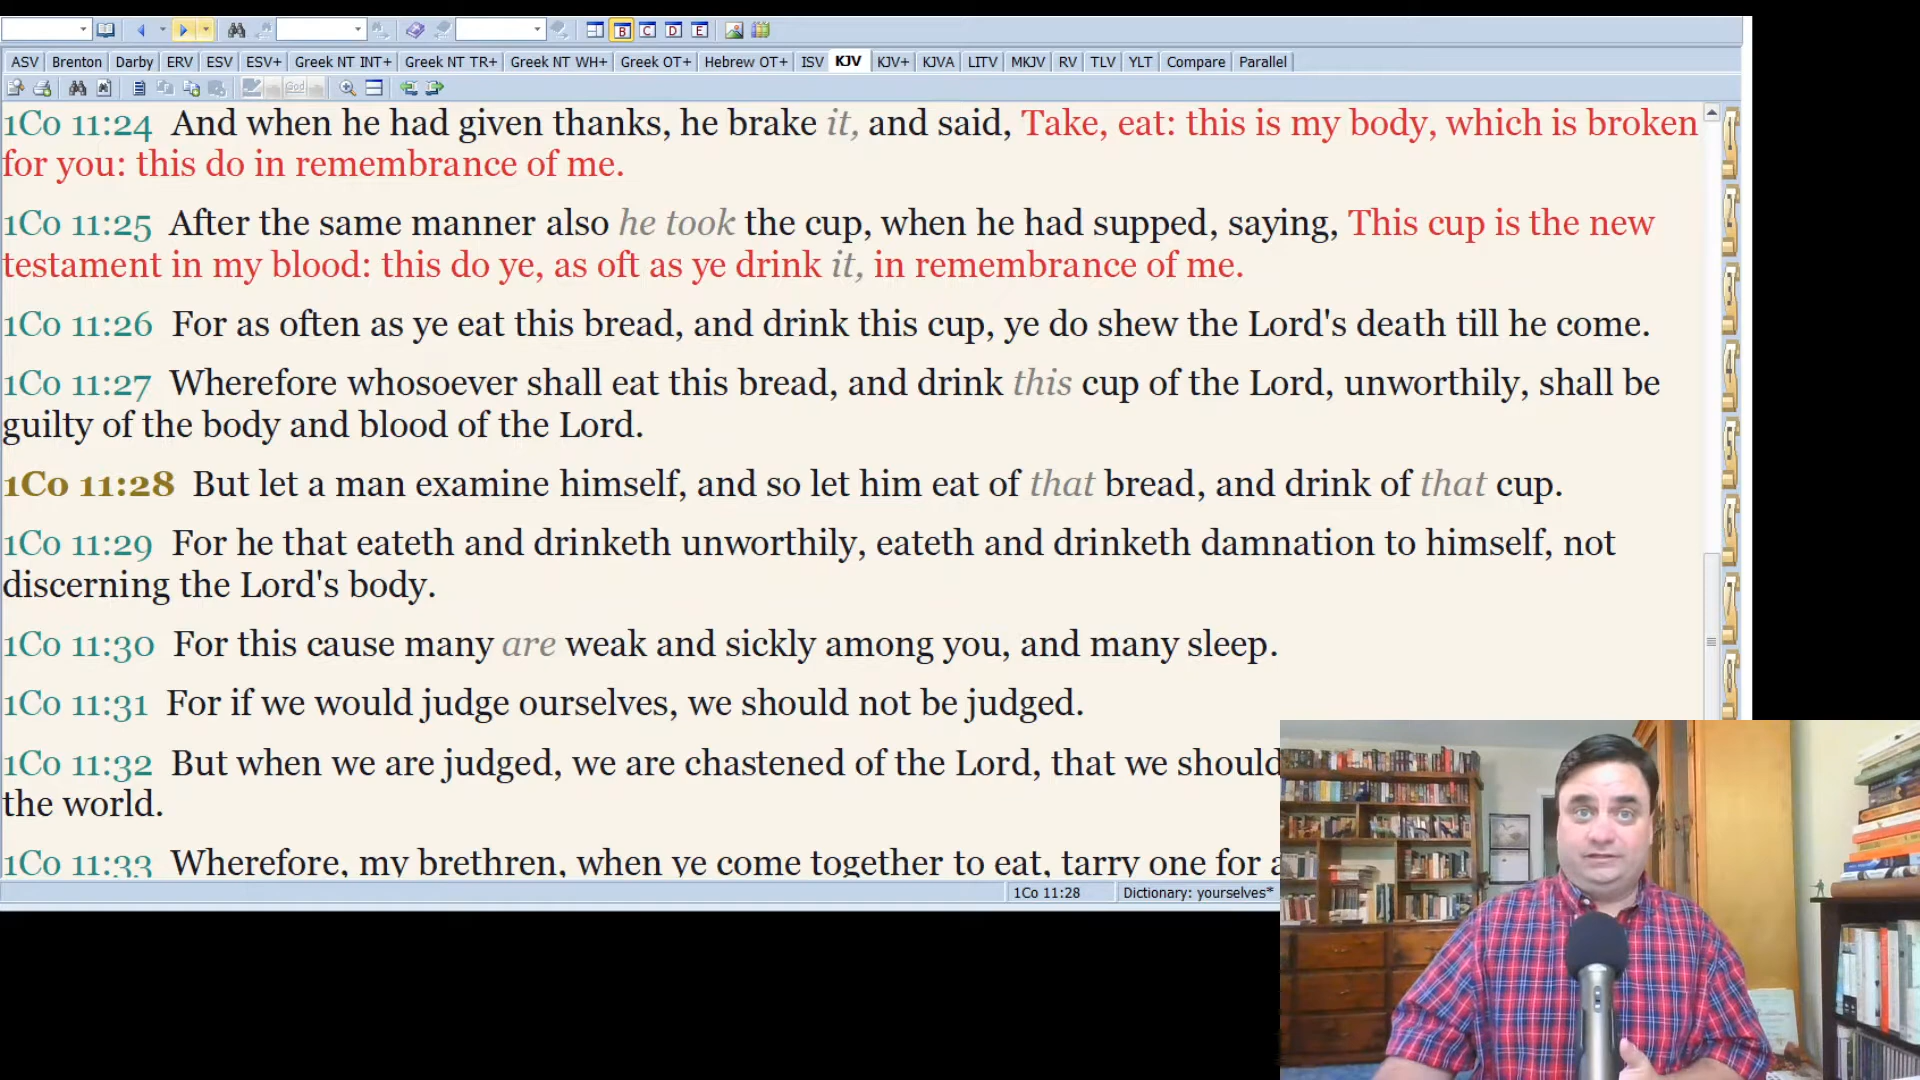 B C D E
ASV Brenton Darby ERV ESV ESV+ Greek NT INT+ Greek NT TR+ Greek NT WH+ Greek OT+ Hebrew OT+ ISV KJV KJV+ KJVA LITV MKJV RV TLV YLT Compare Parallel
God
1Co 11:24 And when he had given thanks, he brake it, and said, Take, eat: this is my body, which is broken
for you: this do in remembrance of me.
1Co 11:25 After the same manner also he took the cup, when he had supped, saying, This cup is the new
testament in my blood: this do ye, as oft as ye drink it, in remembrance of me.
1Co 11:26 For as often as ye eat this bread, and drink this cup, ye do shew the Lord's death till he come.
1Co 11:27 Wherefore whosoever shall eat this bread, and drink this cup of the Lord, unworthily, shall be
guilty of the body and blood of the Lord.
1Co 11:28 But let a man examine himself, and so let him eat of that bread, and drink of that cup.
1Co 11:29 For he that eateth and drinketh unworthily, eateth and drinketh damnation to himself, not
discerning the Lord's body.
1Co 11:30 For this cause many are weak and sickly among you, and many sleep.
1Co 11:31 For if we would judge ourselves, we should not be judged.
1Co 11:32 But when we are judged, we are chastened of the Lord, that we should
the world.
1Co 11:33 Wherefore, my brethren, when ye come together to eat, tarry one for
1Co 11:28 Dictionary: yourselves*
1
2
3
4
5
6
7
8